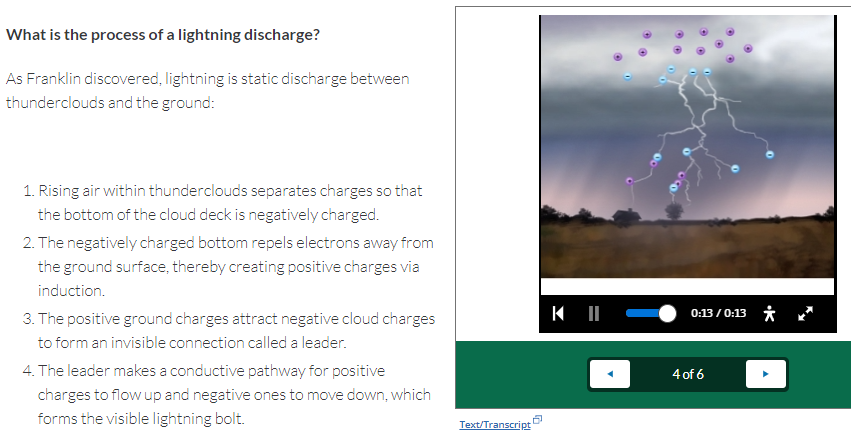 What is the process of a lightning discharge?
As Franklin discovered, lightning is static discharge between
thunderclouds and the ground:
1. Rising air within thunderclouds separates charges so that
the bottom of the cloud deck is negatively charged.
2. The negatively charged bottom repels electrons away from
the ground surface, thereby creating positive charges via
induction.
3. The positive ground charges attract negative cloud charges
to form an invisible connection called a leader.
4. The leader makes a conductive pathway for positive
charges to flow up and negative ones to move down, which
forms the visible lightning bolt.
0:13 / 0:13
4 of 6
Text/Transcript